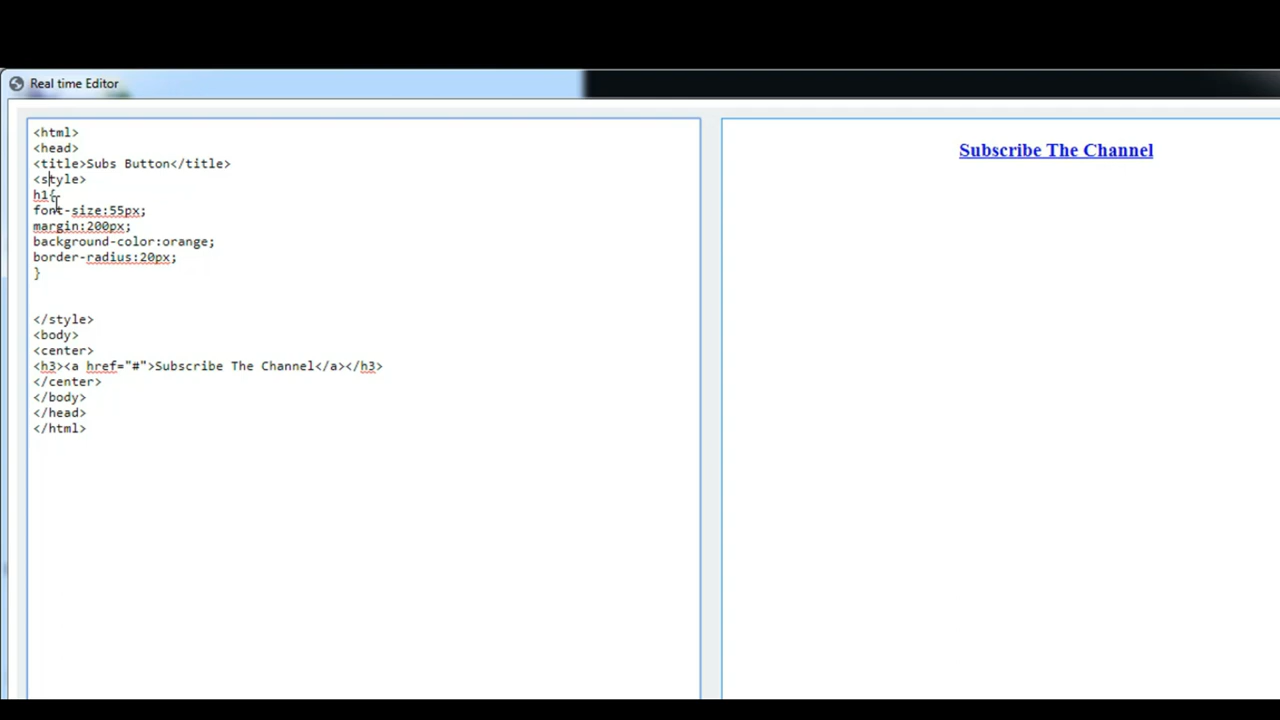 Real time Editor
<html>
<head>
<title>Subs Button</title>
<style>
h1{
font-size:55px;
margin:200px;
background-color:orange;
border-radius:20px;
}
</style>
<body>
<center>
<h3><a href="#">Subscribe The Channel</a></h3>
</center>
</body>
</head>
</html>
Subscribe The Channel